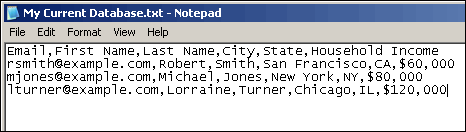 My Current Database.txt - Notepad
File Edit Format View Help
Email,First Name,Last Name,City,State,Household Income
rsmith@example.com,Robert,Smith,San Francisco,CA,$60,000
mjones@example.com,Michael,Jones,New York,NY,$80,000
lturner@example.com,Lorraine,Turner,Chicago,IL,$120,000